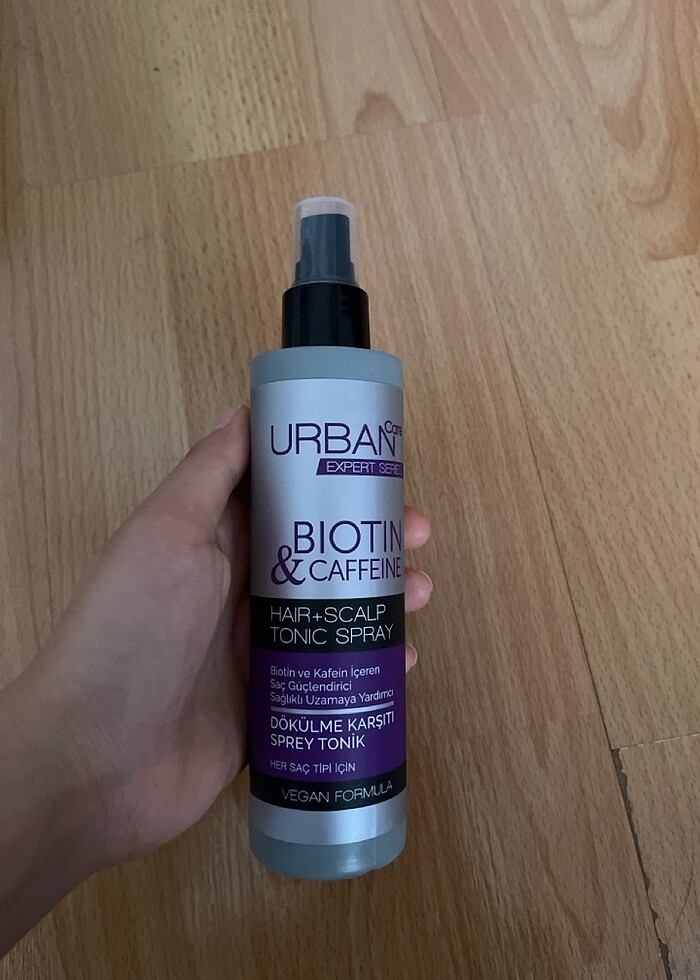 URBAN Care
EXPERT SERIES
BIOTIN
& CAFFEINE
HAIR+SCALP
TONIC SPRAY
Biotin ve Kafein İçeren
Saç Güçlendirici
Sağlıklı Uzamaya Yardımcı
DÖKÜLME KARŞITI
SPREY TONİK
HER SAÇ TİPİ İÇİN
VEGAN FORMULA